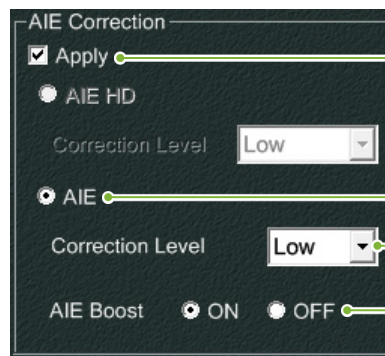 AIE Correction
Apply
AIE HD
Correction Level Low
AIE
Correction Level Low
AIE Boost ON OFF